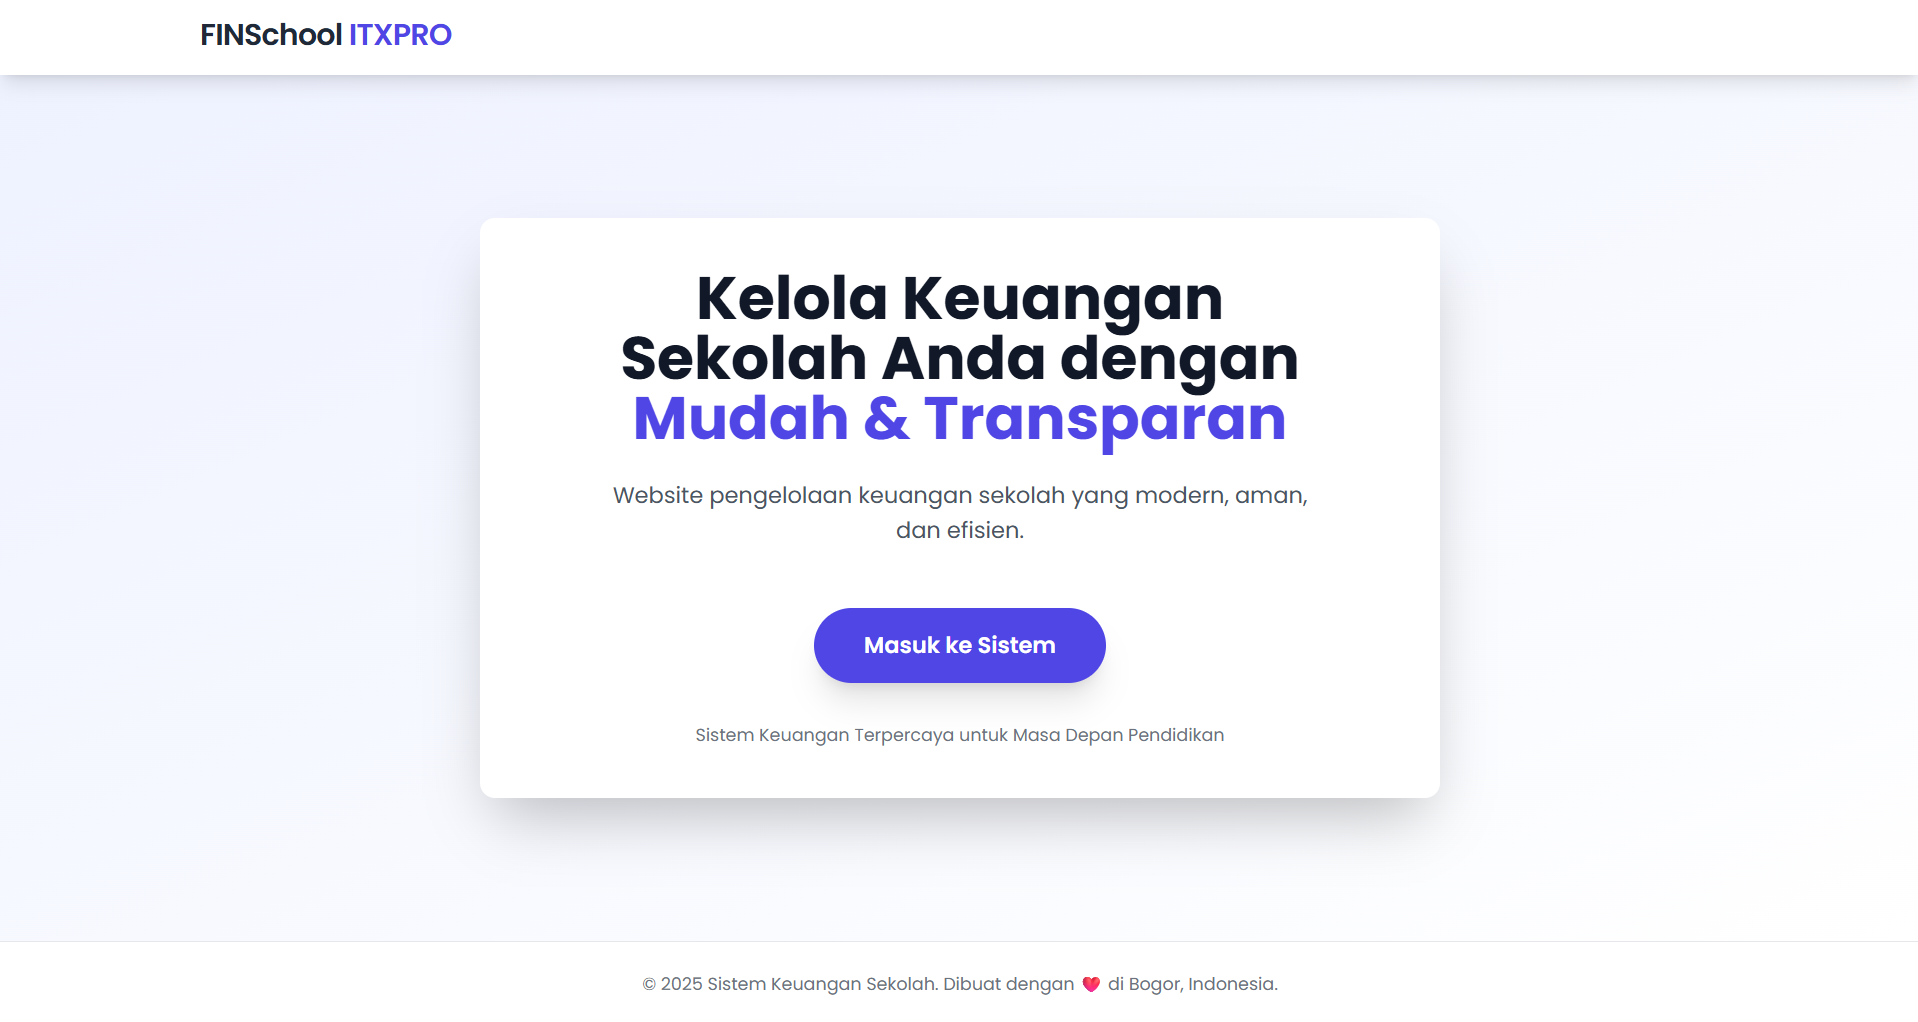 FINSchool ITXPRO
Kelola Keuangan
Sekolah Anda dengan
Mudah & Transparan
Website pengelolaan keuangan sekolah yang modern, aman,
dan efisien.
Masuk ke Sistem
Sistem Keuangan Terpercaya untuk Masa Depan Pendidikan
© 2025 Sistem Keuangan Sekolah. Dibuat dengan 💖 di Bogor, Indonesia.